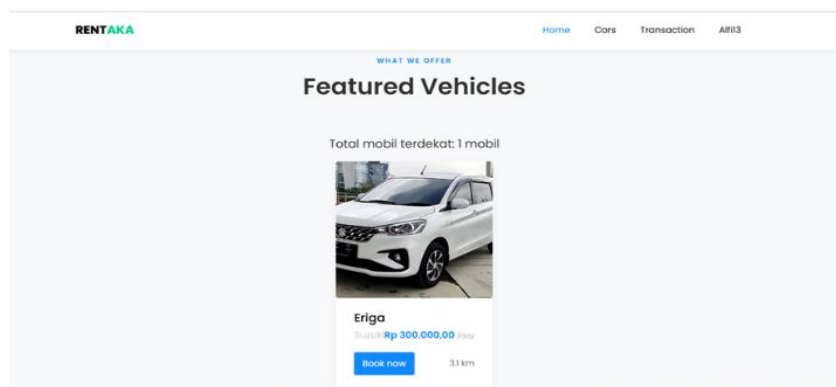 RENTAKA Home Cars Transaction Alfil3
WHAT WE OFFER
Featured Vehicles
Total mobil terdekat: 1 mobil
Eriga
Suzuki Rp 300.000,00 /day
Book now 3.1 km